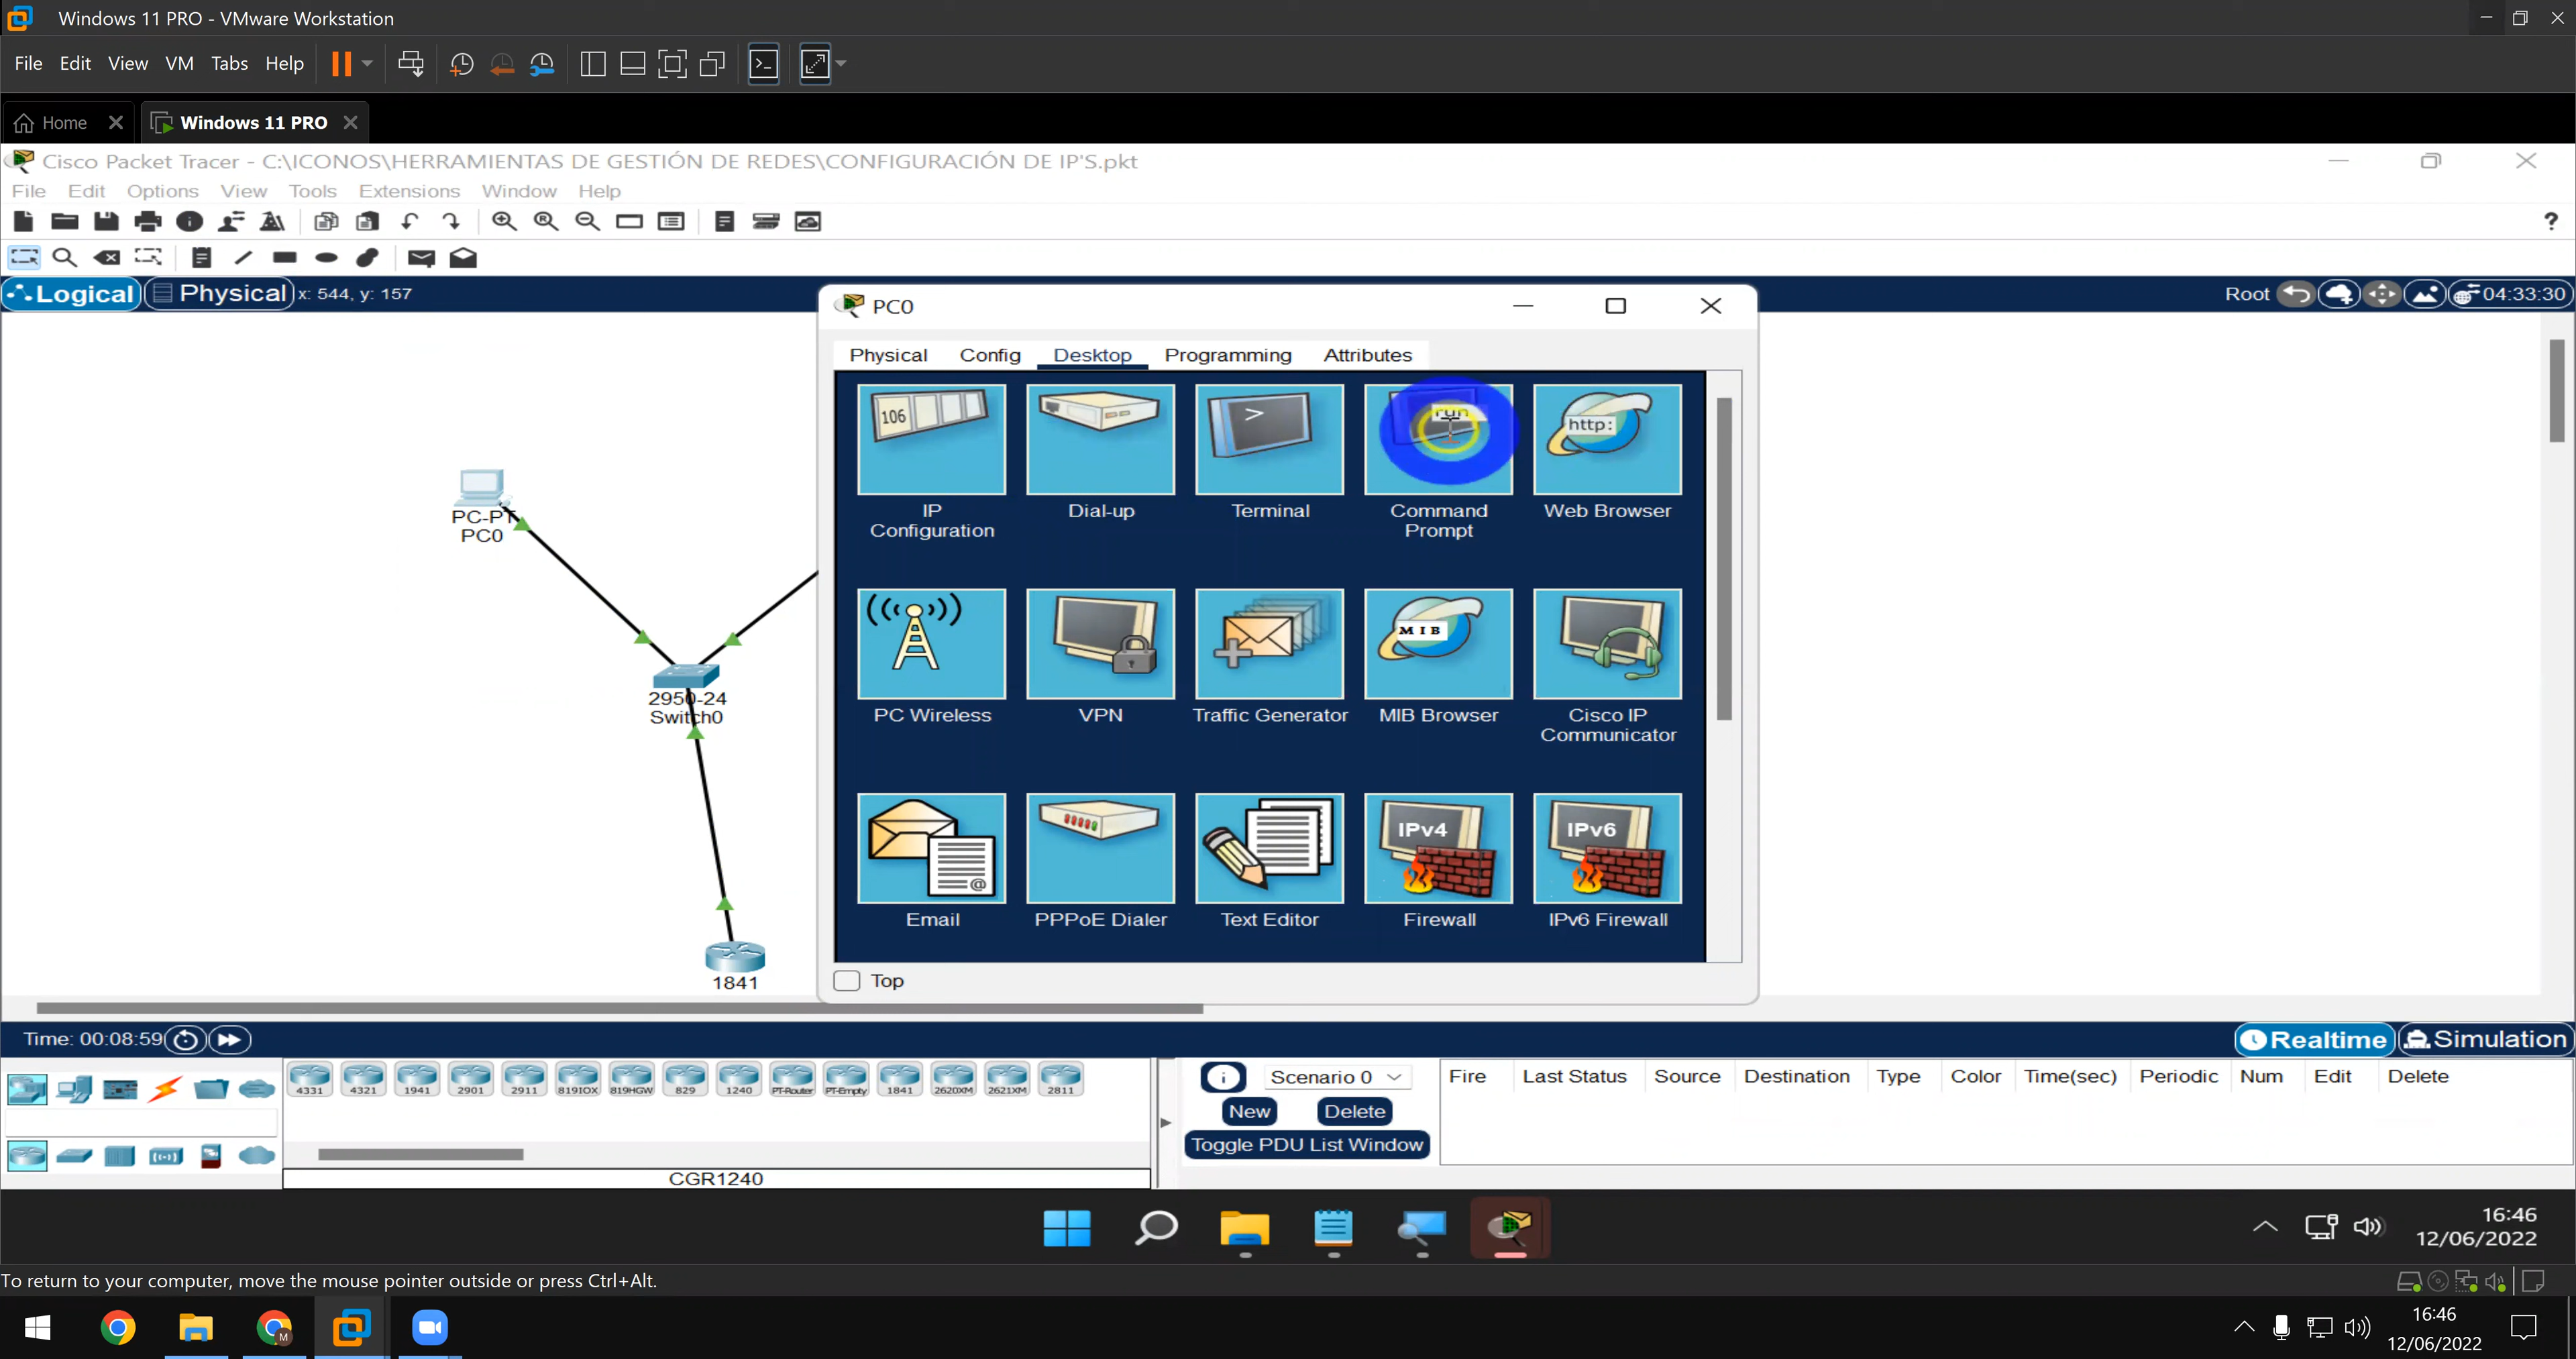 Windows 11 PRO - VMware Workstation
File Edit View VM Tabs Help
Home Windows 11 PRO
Cisco Packet Tracer - C:\ICONOS\HERRAMIENTAS DE GESTIÓN DE REDES\CONFIGURACIÓN DE IP'S.pkt
File Edit Options View Tools Extensions Window Help
Logical Physical x: 544, y: 157 Root 04:33:30
PC0
Physical Config Desktop Programming Attributes
106 > run http:
IP Configuration
Dial-up
Terminal
Command Prompt
Web Browser
MIB
PC Wireless
VPN
Traffic Generator
MIB Browser
Cisco IP Communicator
IPv4 IPv6
Email
PPPoE Dialer
Text Editor
Firewall
IPv6 Firewall
Top
PC-PT
PC0
2950-24
Switch0
1841
Time: 00:08:59 Realtime Simulation
4331 4321 1941 2901 2911 819IOX 819HGW 829 1240 PT-Router PT-Empty 1841 2620XM 2621XM 2811
CGR1240
Scenario 0
New Delete
Toggle PDU List Window
Fire Last Status Source Destination Type Color Time(sec) Periodic Num Edit Delete
16:46
12/06/2022
To return to your computer, move the mouse pointer outside or press Ctrl+Alt.
M
16:46
12/06/2022